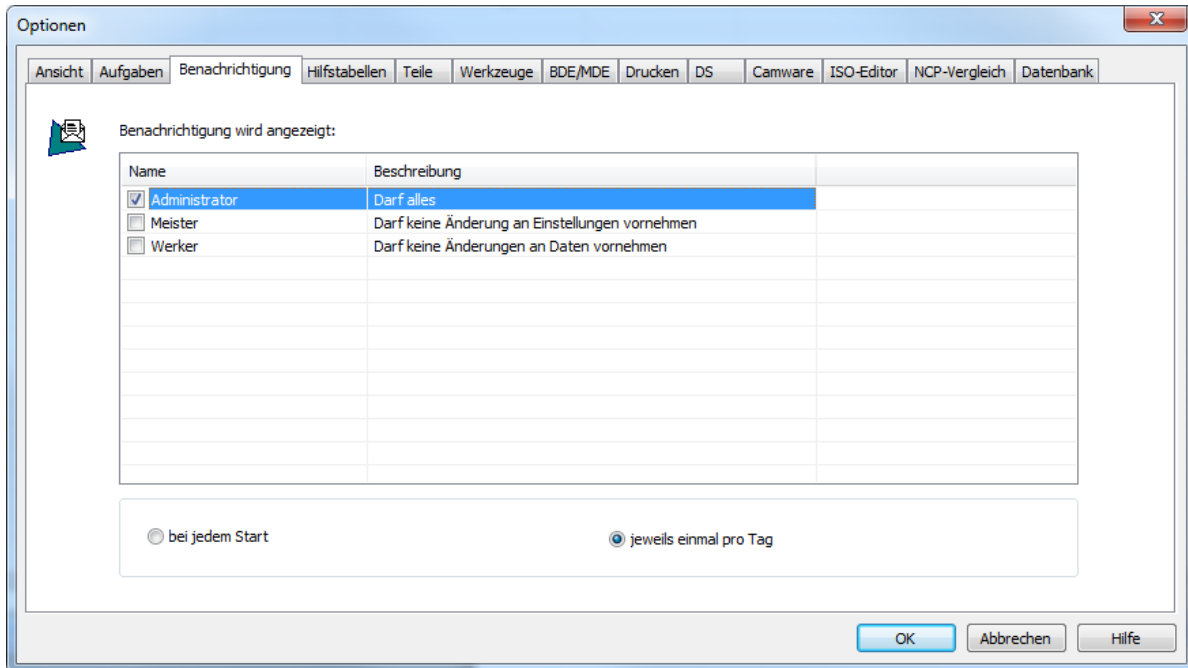 Optionen
Ansicht Aufgaben Benachrichtigung Hilfstabellen Teile Werkzeuge BDE/MDE Drucken DS Camware ISO-Editor NCP-Vergleich Datenbank
Benachrichtigung wird angezeigt:
Name Beschreibung
Administrator Darf alles
Meister Darf keine Änderung an Einstellungen vornehmen
Werker Darf keine Änderungen an Daten vornehmen
bei jedem Start jeweils einmal pro Tag
OK Abbrechen Hilfe